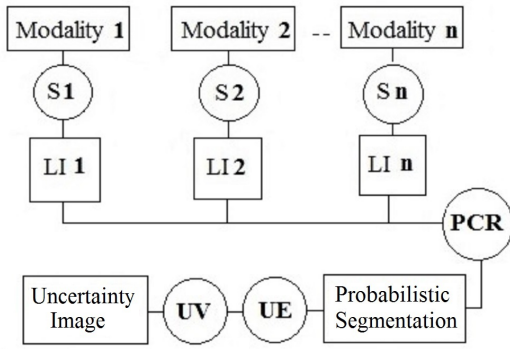 Modality 1 Modality 2 -- Modality n
S1 S2 Sn
LI 1 LI 2 LI n
PCR
Uncertainty Image UV UE Probabilistic Segmentation